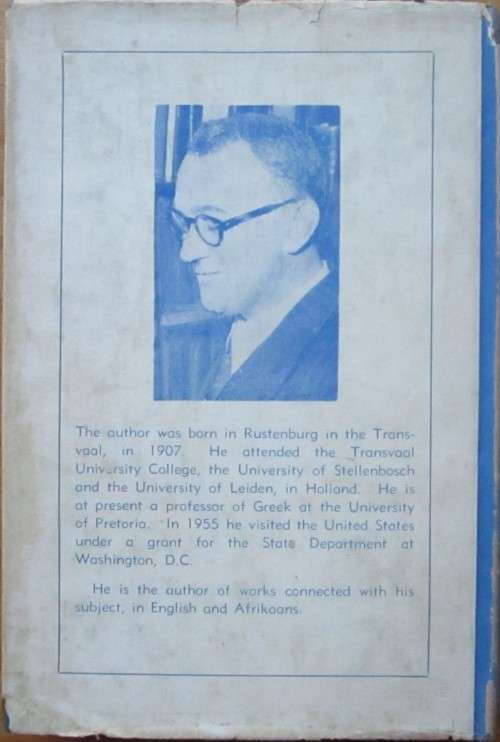 The author was born in Rustenburg in the Trans-
vaal, in 1907. He attended the Transvaal
University College, the University of Stellenbosch
and the University of Leiden, in Holland. He is
at present a professor of Greek at the University
of Pretoria. In 1955 he visited the United States
under a grant for the State Department at
Washington, D.C.
He is the author of works connected with his
subject, in English and Afrikaans.